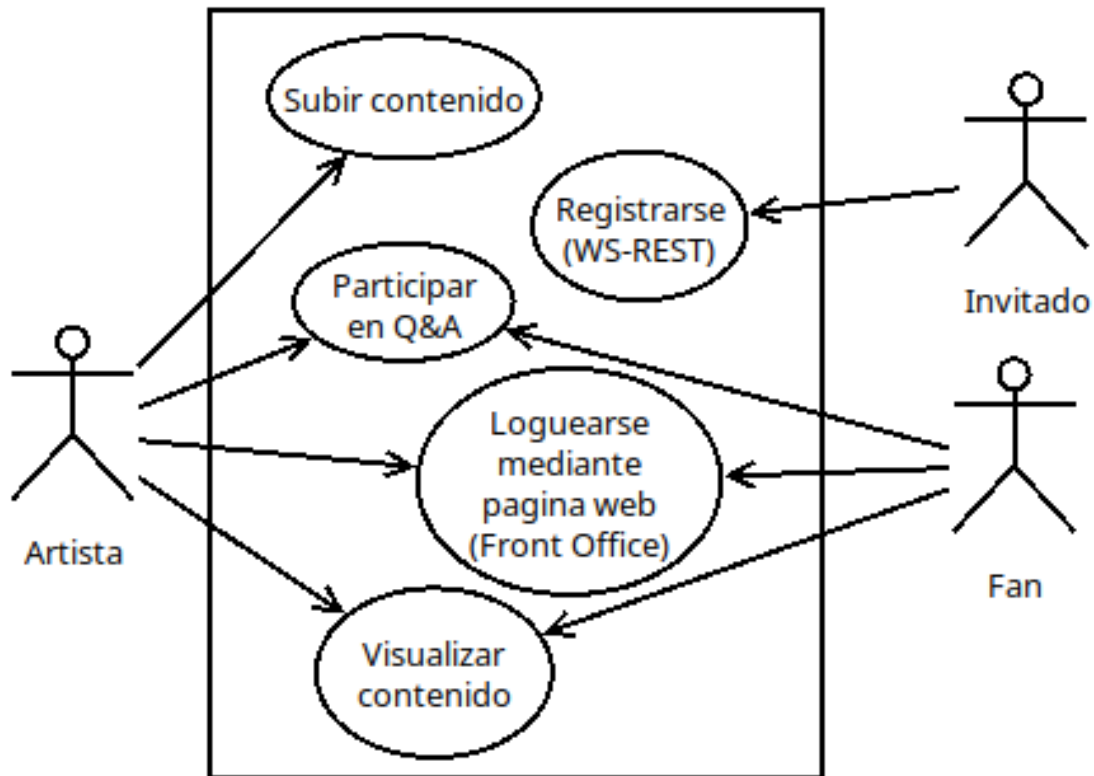 Subir contenido
Registrarse
(WS-REST)
Participar
en Q&A
Invitado
Loguearse
mediante
pagina web
(Front Office)
Artista
Fan
Visualizar
contenido